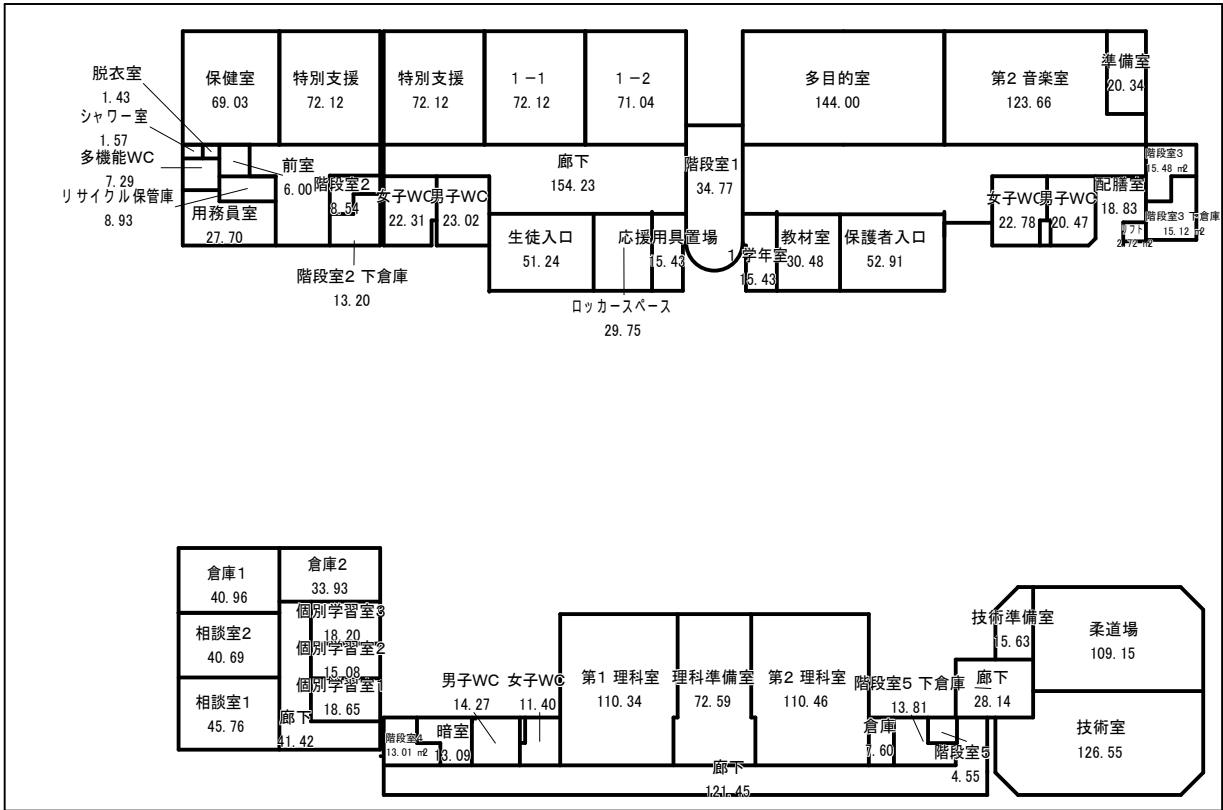 保健室
69.03
特別支援
72.12
特別支援
72.12
1-1
72.12
1-2
71.04
多目的室
144.00
第2 音楽室
123.66
準備室
20.34
脱衣室
1.43
シャワー室
1.57
多機能WC
7.29
リサイクル保管庫
8.93
用務員室
27.70
前室
6.00
階段室2
8.54
階段室2 下倉庫
13.20
女子WC
22.31
男子WC
23.02
廊下
154.23
階段室1
34.77
生徒入口
51.24
ロッカースペース
29.75
応援用具置場
15.43
1学年室
15.43
教材室
30.48
保護者入口
52.91
女子WC
22.78
男子WC
20.47
配膳室
18.83
階段室3
15.48 m2
階段室3 下倉庫
15.12 m2
リフト
2.72 m2
倉庫1
40.96
倉庫2
33.93
相談室2
40.69
相談室1
45.76
個別学習室3
18.20
個別学習室2
15.08
個別学習室1
18.65
廊下
41.42
階段室4
13.01 m2
暗室
13.09
男子WC
14.27
女子WC
11.40
第1 理科室
110.34
理科準備室
72.59
第2 理科室
110.46
階段室5 下倉庫
13.81
倉庫
7.60
階段室5
4.55
廊下
121.45
廊下
28.14
技術準備室
15.63
柔道場
109.15
技術室
126.55